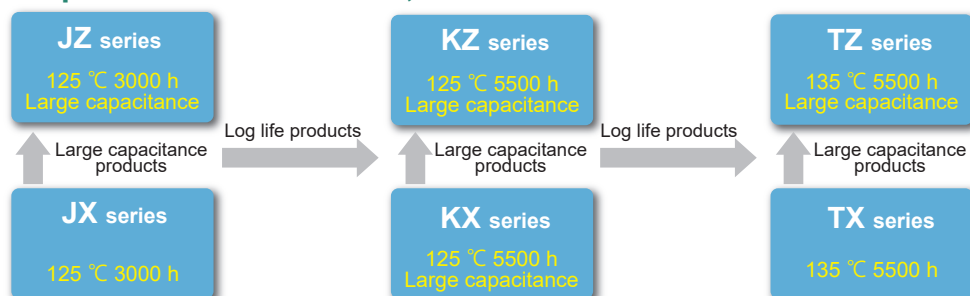 JZ series
125 ℃ 3000 h
Large capacitance
KZ series
125 ℃ 5500 h
Large capacitance
TZ series
135 ℃ 5500 h
Large capacitance
Large capacitance
products
Log life products
Large capacitance
products
Log life products
Large capacitance
products
JX series
125 ℃ 3000 h
KX series
125 ℃ 5500 h
Large capacitance
TX series
135 ℃ 5500 h